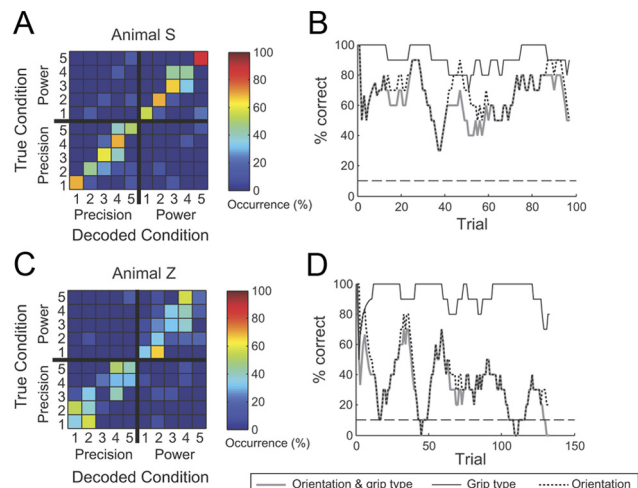 A
Animal S
True Condition
Power
Precision
5
4
3
2
1
5
4
3
2
1
1 2 3 4 5 1 2 3 4 5
Precision Power
Decoded Condition
100
80
60
40
20
0
Occurrence (%)
B
% correct
100
80
60
40
20
0
0 20 40 60 80 100
Trial
C
Animal Z
True Condition
Power
Precision
5
4
3
2
1
5
4
3
2
1
1 2 3 4 5 1 2 3 4 5
Precision Power
Decoded Condition
100
80
60
40
20
0
Occurrence (%)
D
% correct
100
80
60
40
20
0
0 50 100 150
Trial
Orientation & grip type Grip type Orientation